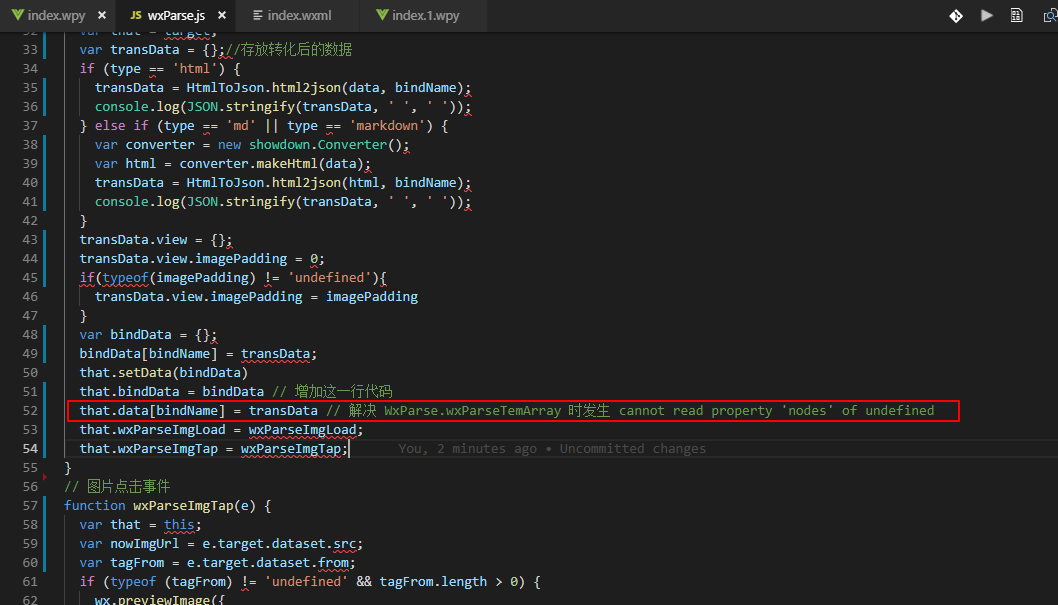 index.wpy × JS wxParse.js × index.wxml index.1.wpy
32 var that = target;
33 var transData = {};//存放转化后的数据
34 if (type == 'html') {
35 transData = HtmlToJson.html2json(data, bindName);
36 console.log(JSON.stringify(transData, ' ', ' '));
37 } else if (type == 'md' || type == 'markdown') {
38 var converter = new showdown.Converter();
39 var html = converter.makeHtml(data);
40 transData = HtmlToJson.html2json(html, bindName);
41 console.log(JSON.stringify(transData, ' ', ' '));
42 }
43 transData.view = {};
44 transData.view.imagePadding = 0;
45 if(typeof(imagePadding) != 'undefined'){
46 transData.view.imagePadding = imagePadding
47 }
48 var bindData = {};
49 bindData[bindName] = transData;
50 that.setData(bindData)
51 that.bindData = bindData // 增加这一行代码
52 that.data[bindName] = transData // 解决 WxParse.wxParseTemArray 时发生 cannot read property 'nodes' of undefined
53 that.wxParseImgLoad = wxParseImgLoad;
54 that.wxParseImgTap = wxParseImgTap; You, 2 minutes ago • Uncommitted changes
55 }
56 // 图片点击事件
57 function wxParseImgTap(e) {
58 var that = this;
59 var nowImgUrl = e.target.dataset.src;
60 var tagFrom = e.target.dataset.from;
61 if (typeof (tagFrom) != 'undefined' && tagFrom.length > 0) {
62 wx.previewImage({